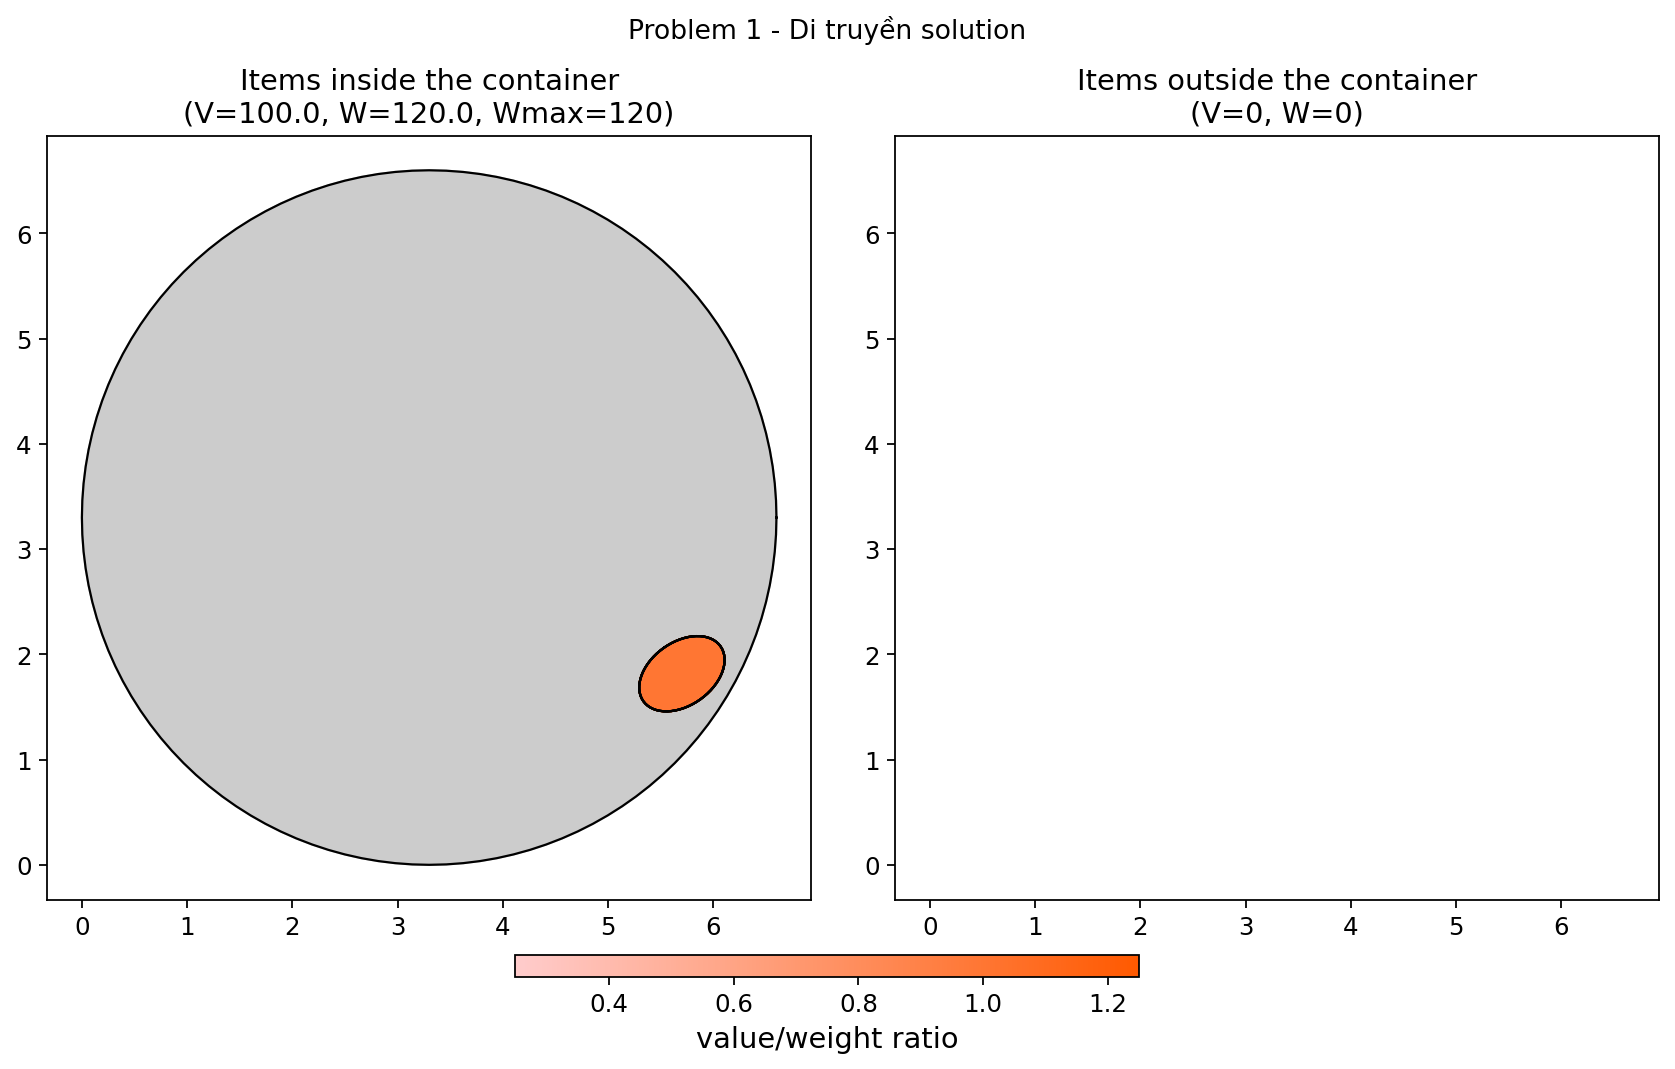 Problem 1 - Di truyền solution
Items inside the container
(V=100.0, W=120.0, Wmax=120)
6
5
4
3
2
1
0
0 1 2 3 4 5 6
Items outside the container
(V=0, W=0)
6
5
4
3
2
1
0
0 1 2 3 4 5 6
0.4 0.6 0.8 1.0 1.2
value/weight ratio